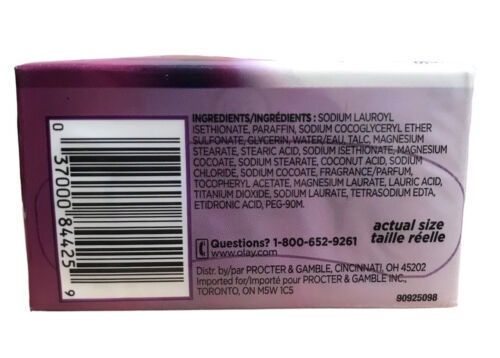 INGREDIENTS/INGRÉDIENTS : SODIUM LAUROYL
ISETHIONATE, PARAFFIN, SODIUM COCOGLYCERYL ETHER
SULFONATE, GLYCERIN, WATER/EAU, TALC, MAGNESIUM
STEARATE, STEARIC ACID, SODIUM ISETHIONATE, MAGNESIUM
COCOATE, SODIUM STEARATE, COCONUT ACID, SODIUM
CHLORIDE, SODIUM COCOATE, FRAGRANCE/PARFUM,
TOCOPHERYL ACETATE, MAGNESIUM LAURATE, LAURIC ACID,
TITANIUM DIOXIDE, SODIUM LAURATE, TETRASODIUM EDTA,
ETIDRONIC ACID, PEG-90M.
actual size
taille réelle
Questions? 1-800-652-9261
www.olay.com
Distr. by/par PROCTER & GAMBLE, CINCINNATI, OH 45202
Imported for/Importé pour PROCTER & GAMBLE INC.,
TORONTO, ON M5W 1C5
90925098
0 37000 84425 9